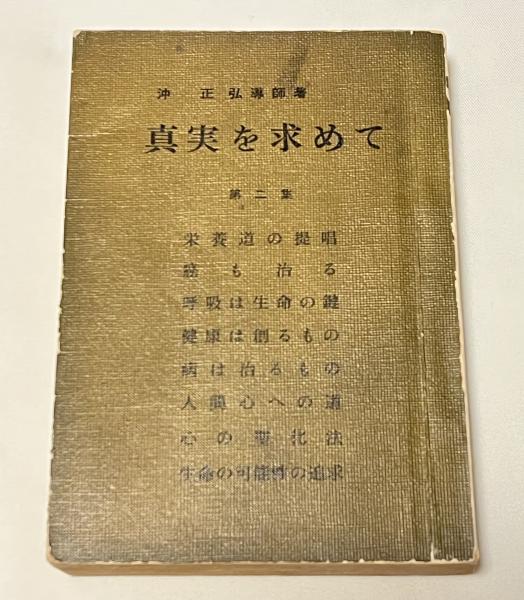 沖 正弘導師著
真実を求めて
第二集
栄養道の提唱
癌も治る
呼吸は生命の鍵
健康は創るもの
病は治るもの
人間心への道
心の聖化法
生命の可能性の追求